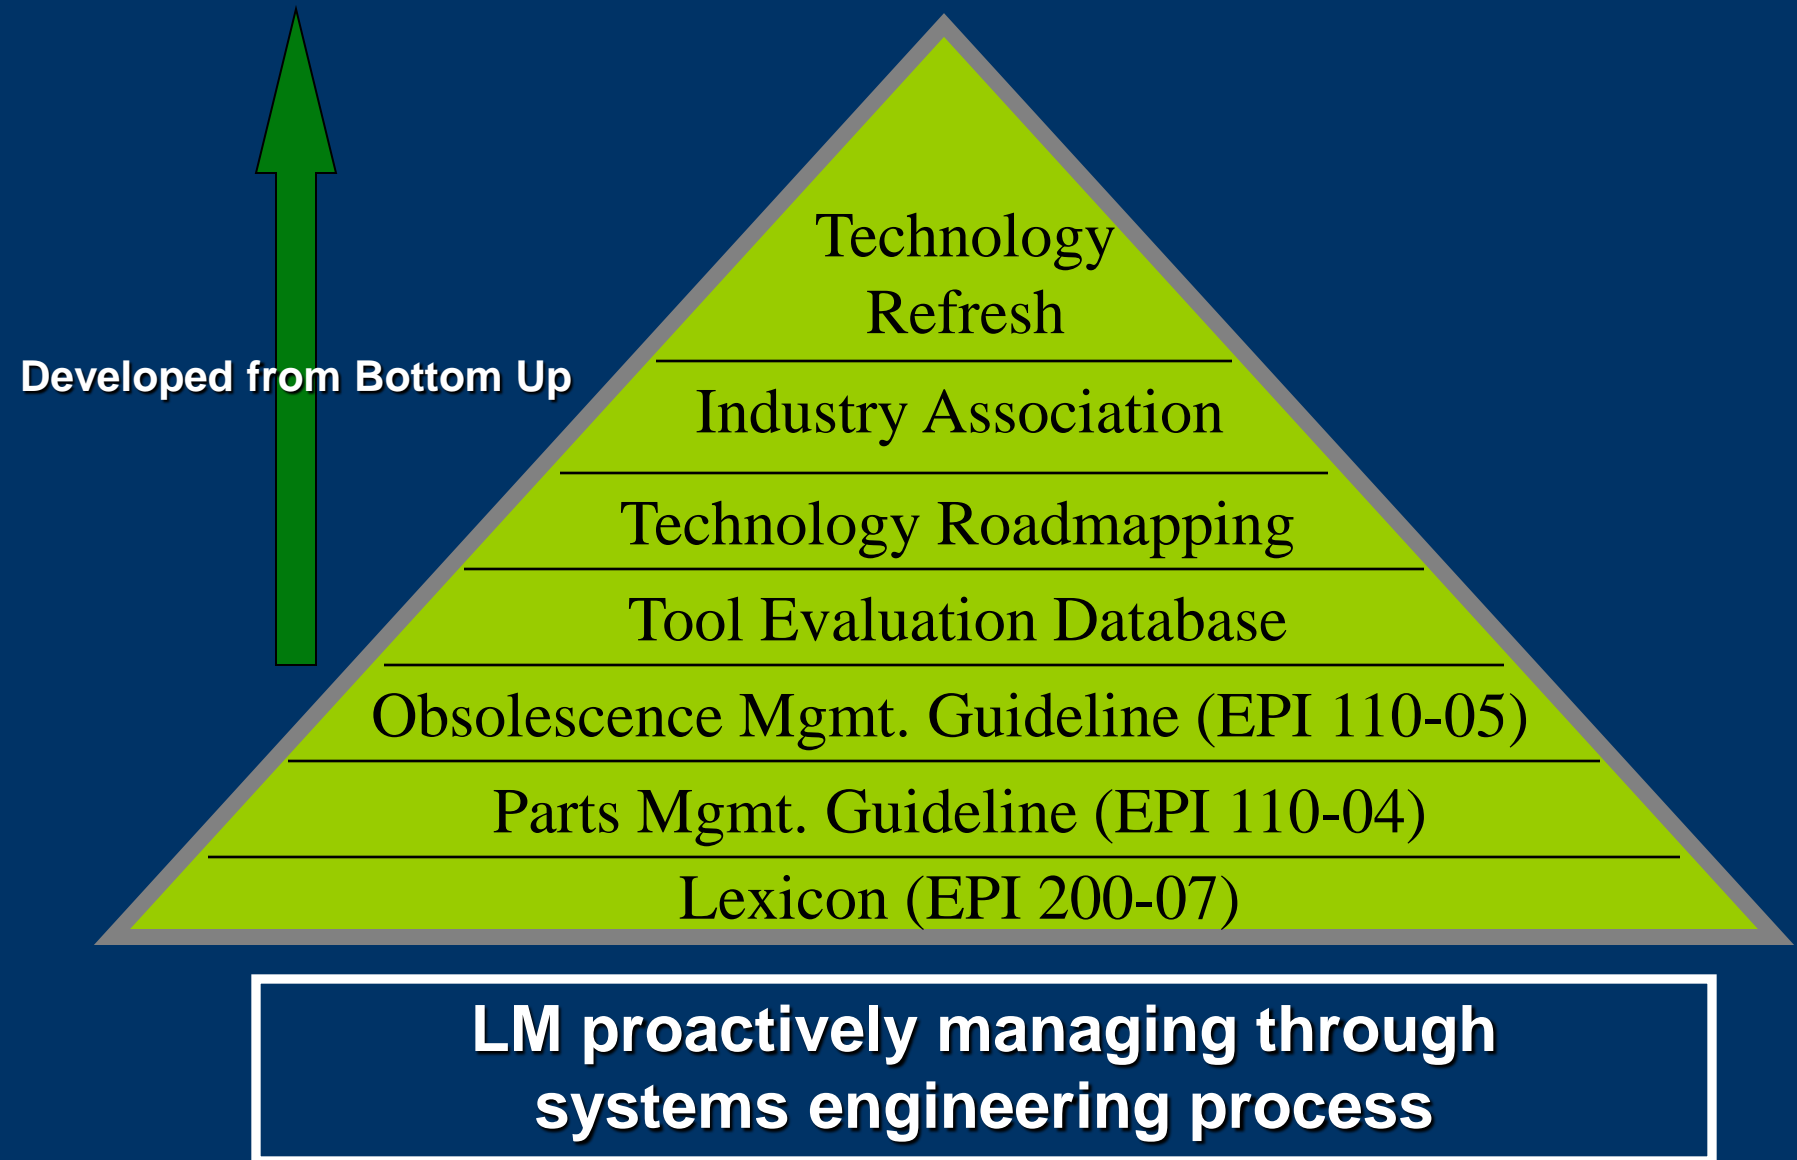 Technology
Refresh
Developed from Bottom Up
Industry Association
Technology Roadmapping
Tool Evaluation Database
Obsolescence Mgmt. Guideline (EPI 110-05)
Parts Mgmt. Guideline (EPI 110-04)
Lexicon (EPI 200-07)
LM proactively managing through
systems engineering process